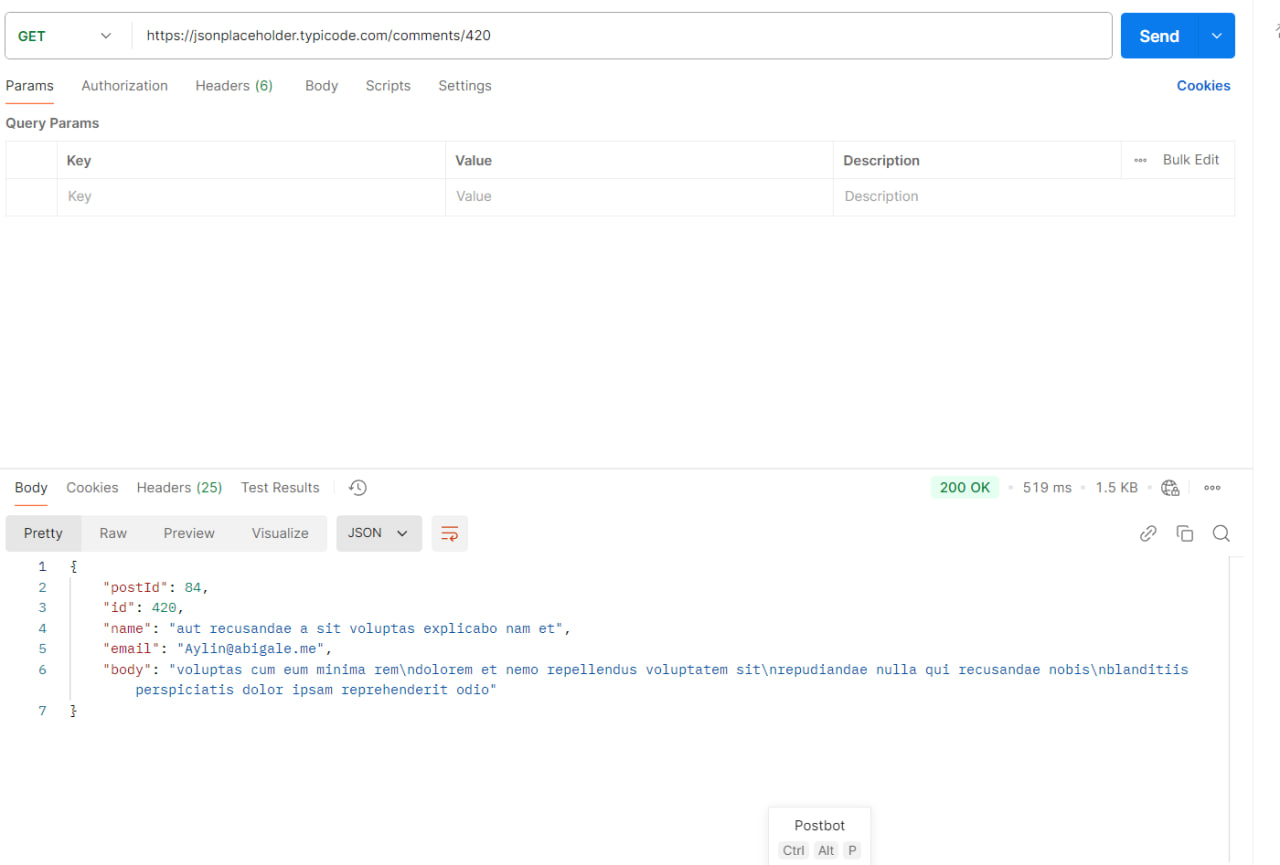 GET https://jsonplaceholder.typicode.com/comments/420 Send
Params Authorization Headers (6) Body Scripts Settings Cookies
Query Params
Key Value Description Bulk Edit
Key Value Description
Body Cookies Headers (25) Test Results 200 OK 519 ms 1.5 KB
Pretty Raw Preview Visualize JSON
1 {
2 "postId": 84,
3 "id": 420,
4 "name": "aut recusandae a sit voluptas explicabo nam et",
5 "email": "Aylin@abigale.me",
6 "body": "voluptas cum eum minima rem\ndolorem et nemo repellendus voluptatem sit\nrepudiandae nulla qui recusandae nobis\nblanditiis
perspiciatis dolor ipsam reprehenderit odio"
7 }
Postbot
Ctrl Alt P